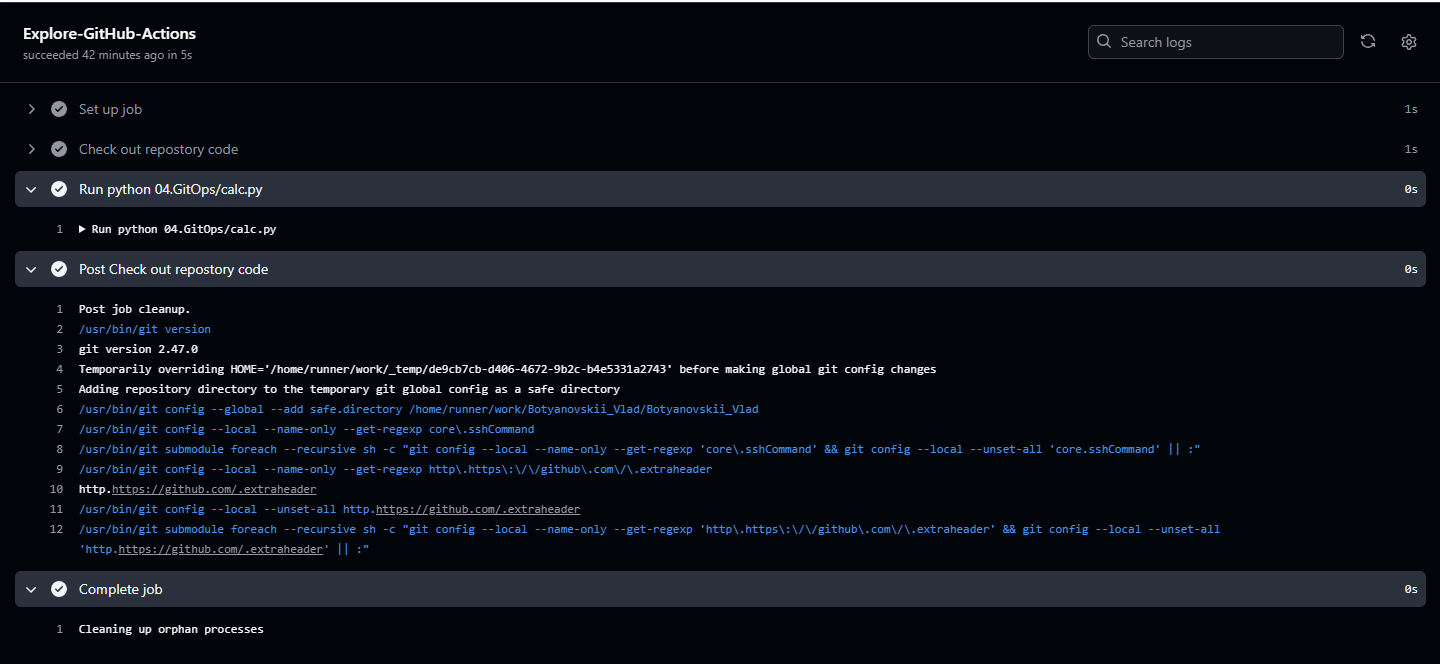 Explore-GitHub-Actions
succeeded 42 minutes ago in 5s
Search logs
Set up job 1s
Check out repostory code 1s
Run python 04.GitOps/calc.py 0s
1 Run python 04.GitOps/calc.py
Post Check out repostory code 0s
1 Post job cleanup.
2 /usr/bin/git version
3 git version 2.47.0
4 Temporarily overriding HOME='/home/runner/work/_temp/de9cb7cb-d406-4672-9b2c-b4e5331a2743' before making global git config changes
5 Adding repository directory to the temporary git global config as a safe directory
6 /usr/bin/git config --global --add safe.directory /home/runner/work/Botyanovskii_Vlad/Botyanovskii_Vlad
7 /usr/bin/git config --local --name-only --get-regexp core\.sshCommand
8 /usr/bin/git submodule foreach --recursive sh -c "git config --local --name-only --get-regexp 'core\.sshCommand' && git config --local --unset-all 'core.sshCommand' || :"
9 /usr/bin/git config --local --name-only --get-regexp http\.https\:\/\/github\.com\/\.extraheader
10 http.https://github.com/.extraheader
11 /usr/bin/git config --local --unset-all http.https://github.com/.extraheader
12 /usr/bin/git submodule foreach --recursive sh -c "git config --local --name-only --get-regexp 'http\.https\:\/\/github\.com\/\.extraheader' && git config --local --unset-all
'http.https://github.com/.extraheader' || :"
Complete job 0s
1 Cleaning up orphan processes